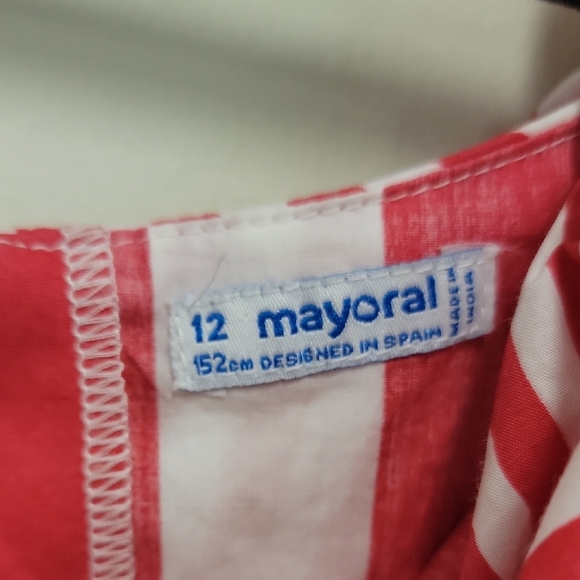 12 mayoral
152cm DESIGNED IN SPAIN
MADE IN
INDIA